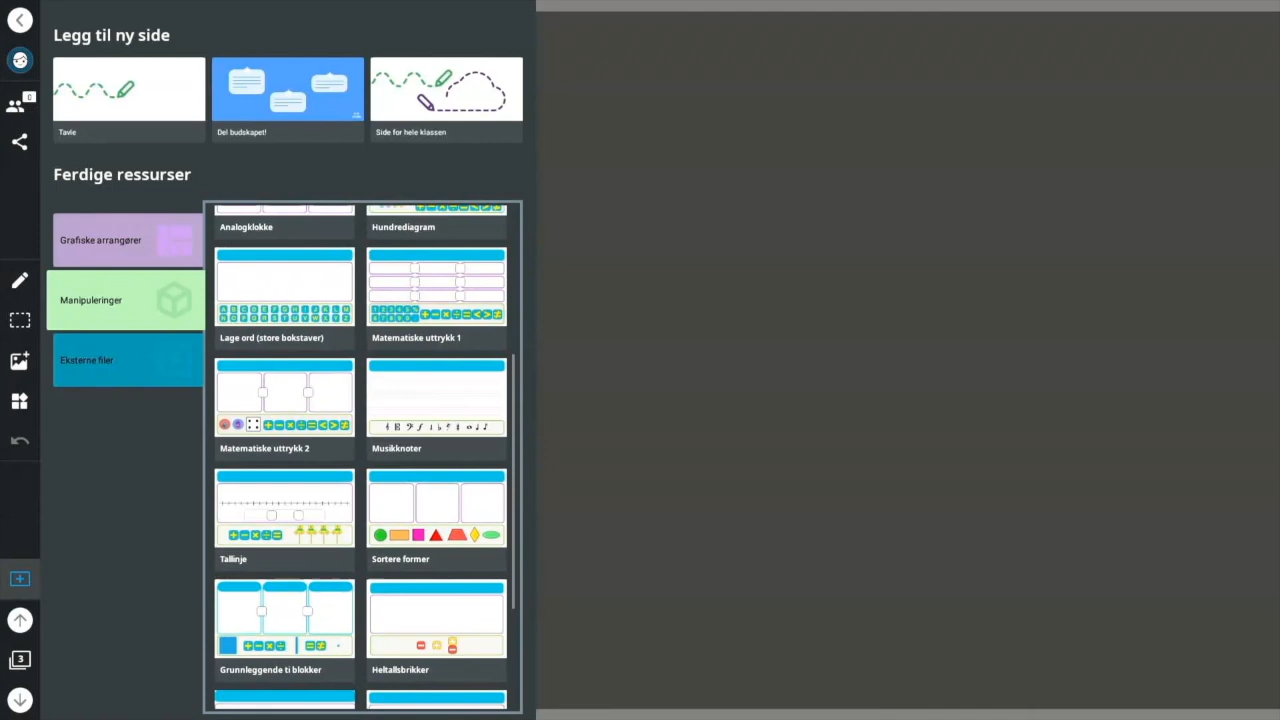 0
Legg til ny side
Tavle
Del budskapet!
Side for hele klassen
Ferdige ressurser
Grafiske arrangører
Manipuleringer
Eksterne filer
Analogklokke
Hundrediagram
Lage ord (store bokstaver)
Matematiske uttrykk 1
Matematiske uttrykk 2
Musikknoter
Tallinje
Sortere former
Grunnleggende ti blokker
Heltallsbrikker
3